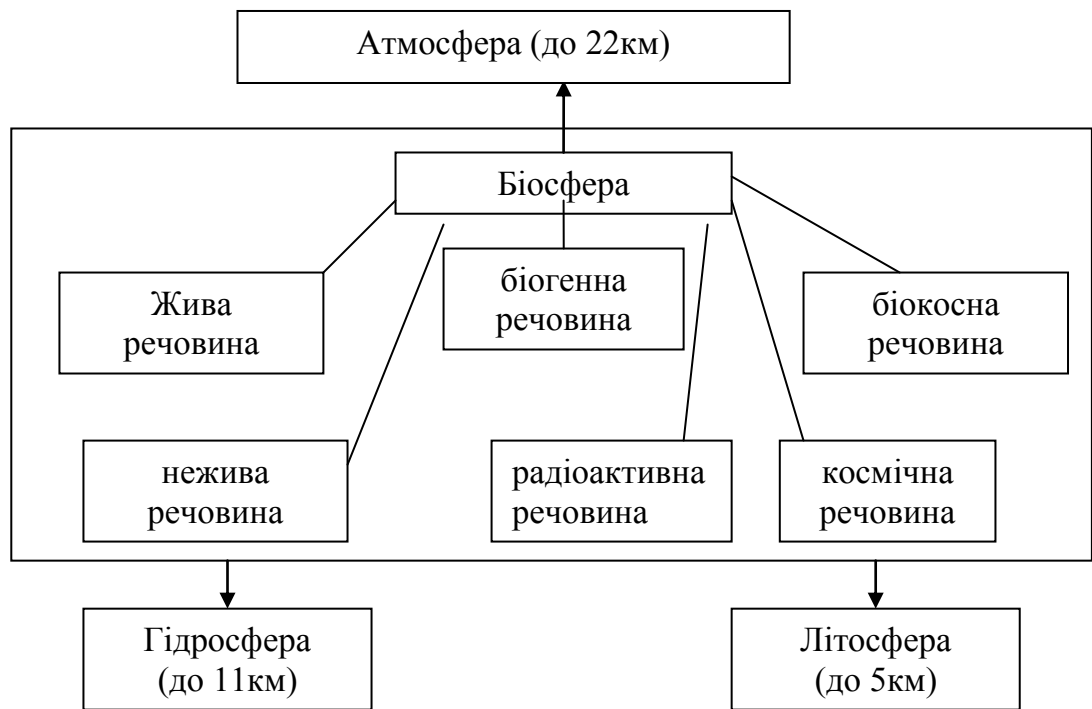 Атмосфера (до 22км)
Біосфера
Жива
речовина
біогенна
речовина
біокосна
речовина
нежива
речовина
радіоактивна
речовина
космічна
речовина
Гідросфера
(до 11км)
Літосфера
(до 5км)